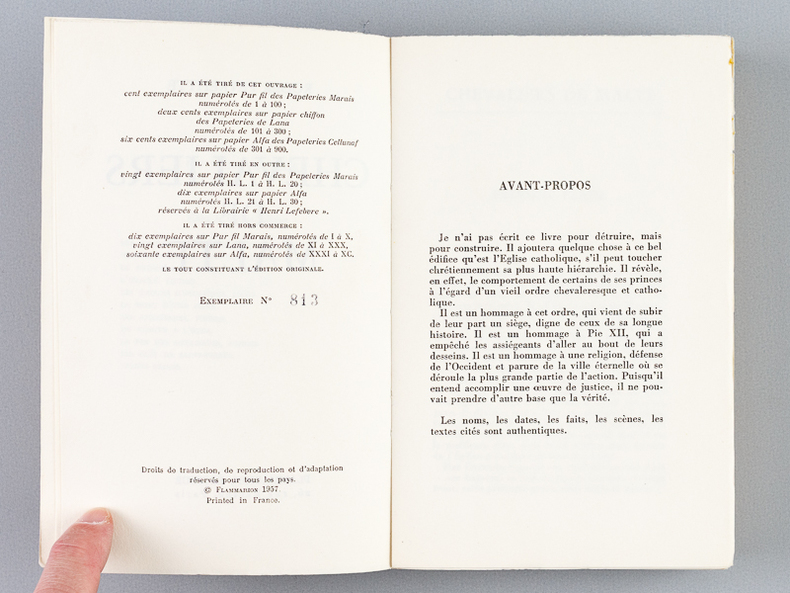 IL A ÉTÉ TIRÉ DE CET OUVRAGE :
cent exemplaires sur papier Pur fil des Papeteries Marais
numérotés de 1 à 100 ;
deux cents exemplaires sur papier chiffon
des Papeteries de Lana
numérotés de 101 à 300 ;
six cents exemplaires sur papier Alfa des Papeteries Cellunaf
numérotés de 301 à 900.
IL A ÉTÉ TIRÉ EN OUTRE :
vingt exemplaires sur papier Pur fil des Papeteries Marais
numérotés H. L. 1 à H. L. 20 ;
dix exemplaires sur papier Alfa
numérotés H. L. 21 à H. L. 30 ;
réservés à la Librairie « Henri Lefebvre ».
IL A ÉTÉ TIRÉ HORS COMMERCE :
dix exemplaires sur Pur fil Marais, numérotés de I à X,
vingt exemplaires sur Lana, numérotés de XI à XXX,
soixante exemplaires sur Alfa, numérotés de XXXI à XC.
LE TOUT CONSTITUANT L'ÉDITION ORIGINALE.
EXEMPLAIRE N° 813
Droits de traduction, de reproduction et d'adaptation
réservés pour tous les pays.
© FLAMMARION 1957.
Printed in France.
AVANT-PROPOS
Je n'ai pas écrit ce livre pour détruire, mais
pour construire. Il ajoutera quelque chose à ce bel
édifice qu'est l'Eglise catholique, s'il peut toucher
chrétiennement sa plus haute hiérarchie. Il révèle,
en effet, le comportement de certains de ses princes
à l'égard d'un vieil ordre chevaleresque et catho-
lique.
Il est un hommage à cet ordre, qui vient de subir
de leur part un siège, digne de ceux de sa longue
histoire. Il est un hommage à Pie XII, qui a
empêché les assiégeants d'aller au bout de leurs
desseins. Il est un hommage à une religion, défense
de l'Occident et parure de la ville éternelle où se
déroule la plus grande partie de l'action. Puisqu'il
entend accomplir une œuvre de justice, il ne pou-
vait prendre d'autre base que la vérité.
Les noms, les dates, les faits, les scènes, les
textes cités sont authentiques.